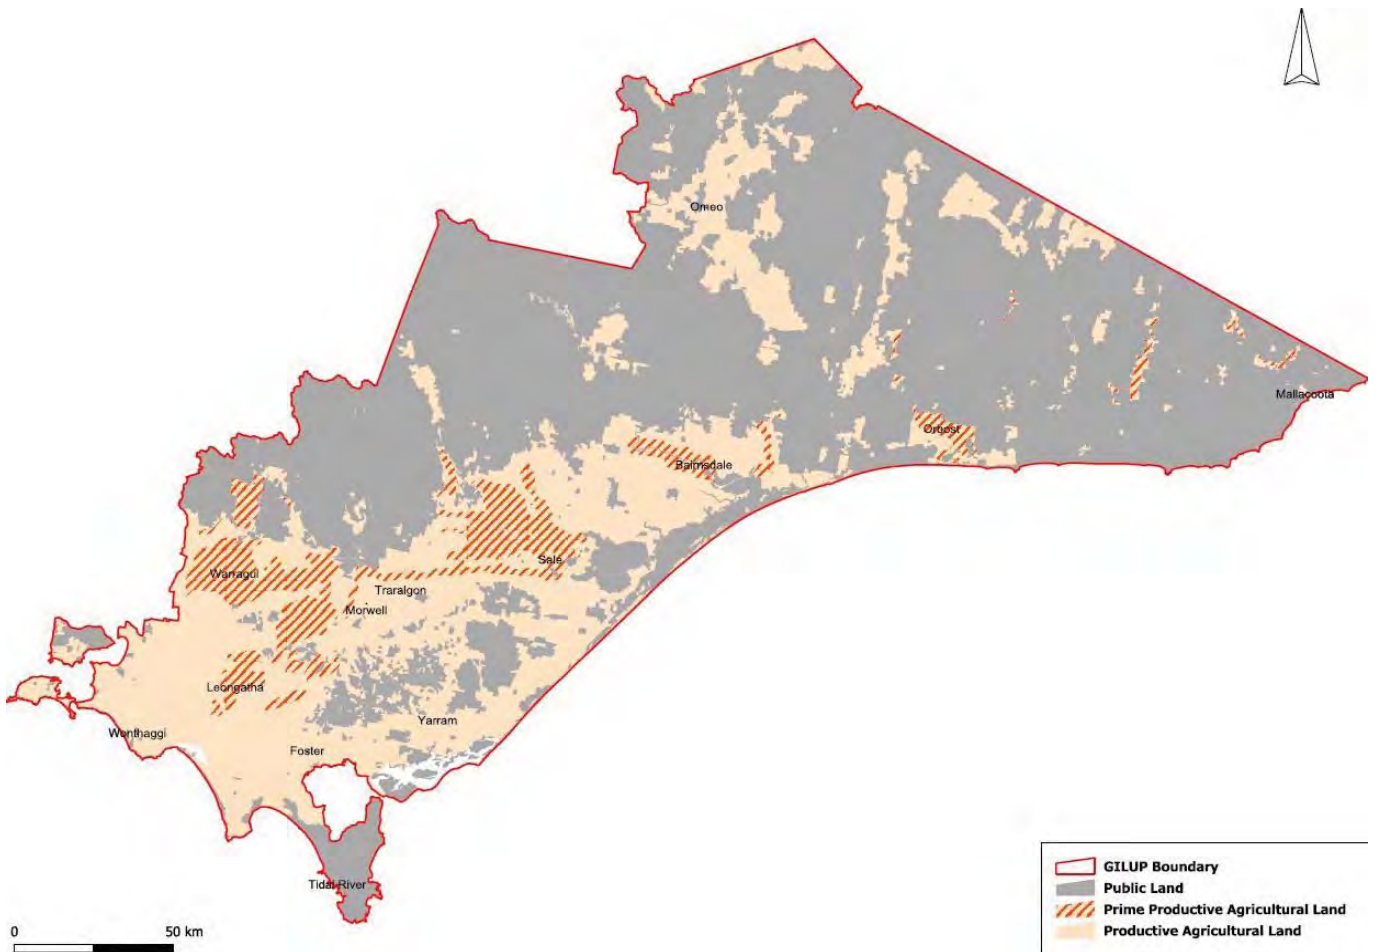 Omeo
Mallacoota
Orbost
Bairnsdale
Sale
Warragul
Traralgon
Morwell
Leongatha
Yarram
Wonthaggi
Foster
Tidal River
GILUP Boundary
Public Land
Prime Productive Agricultural Land
Productive Agricultural Land
0 50 km